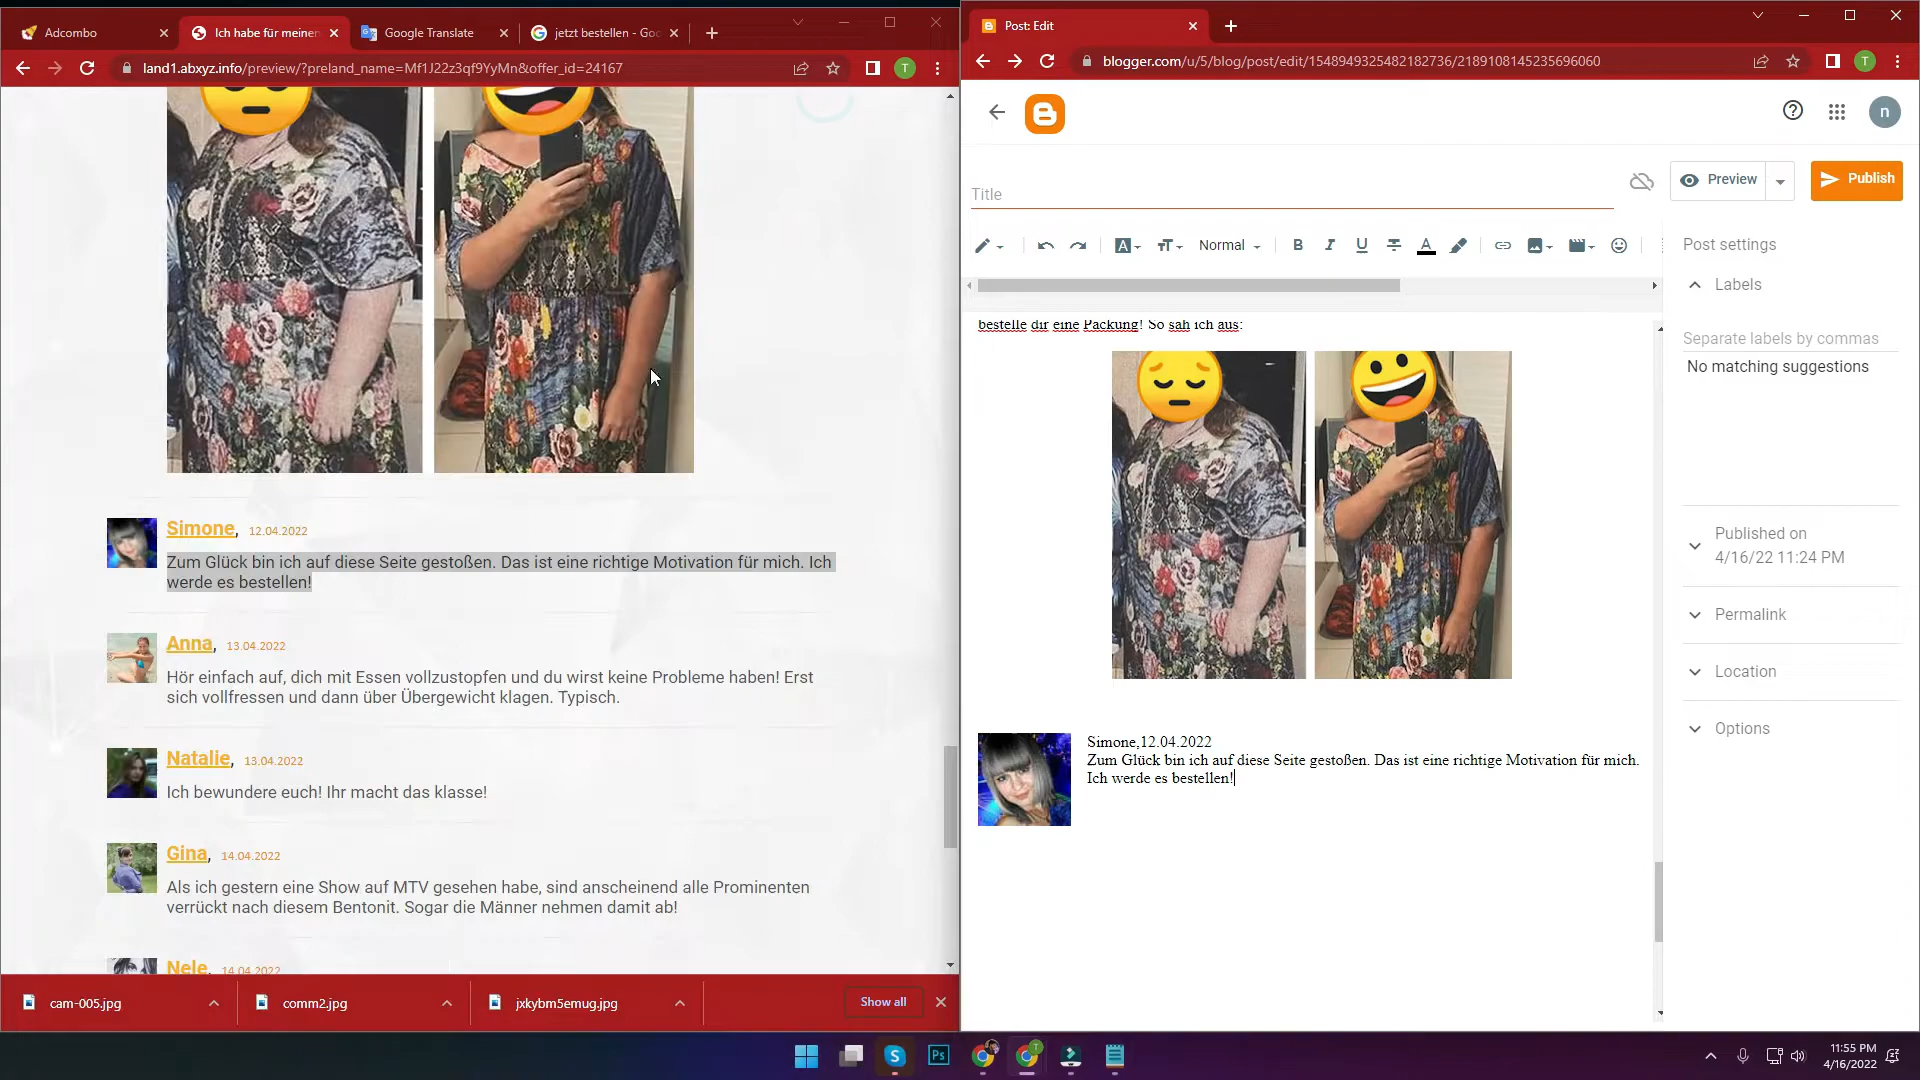 Adcombo
Ich habe für meinen
Google Translate
jetzt bestellen - Goo
land1.abxyz.info/preview/?preland_name=Mf1J22z3qf9YyMn&offer_id=24167
T
Simone, 12.04.2022
Zum Glück bin ich auf diese Seite gestoßen. Das ist eine richtige Motivation für mich. Ich
werde es bestellen!
Anna, 13.04.2022
Hör einfach auf, dich mit Essen vollzustopfen und du wirst keine Probleme haben! Erst
sich vollfressen und dann über Übergewicht klagen. Typisch.
Natalie, 13.04.2022
Ich bewundere euch! Ihr macht das klasse!
Gina, 14.04.2022
Als ich gestern eine Show auf MTV gesehen habe, sind anscheinend alle Prominenten
verrückt nach diesem Bentonit. Sogar die Männer nehmen damit ab!
Nele, 14.04.2022
cam-005.jpg
comm2.jpg
jxkybm5emug.jpg
Show all
Post: Edit
blogger.com/u/5/blog/post/edit/1548949325482182736/2189108145235696060
T
n
Title
Preview
Publish
Normal
B
I
U
A
Post settings
Labels
Separate labels by commas
No matching suggestions
Published on
4/16/22 11:24 PM
Permalink
Location
Options
bestelle dir eine Packung! So sah ich aus:
Simone,12.04.2022
Zum Glück bin ich auf diese Seite gestoßen. Das ist eine richtige Motivation für mich.
Ich werde es bestellen!
Ps
11:55 PM
4/16/2022